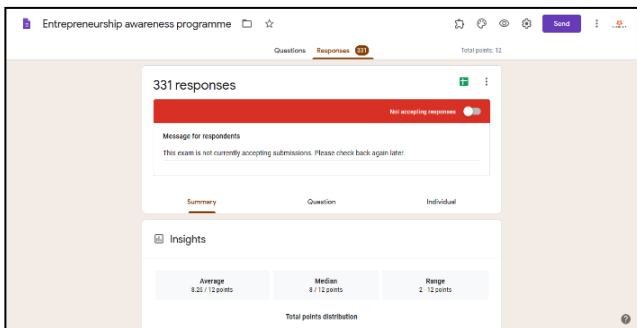 Entrepreneurship awareness programme
Send
Questions Responses 331 Total points: 12
331 responses
Not accepting responses
Message for respondents
This exam is not currently accepting submissions. Please check back again later.
Summary Question Individual
Insights
Average Median Range
8.25 / 12 points 8 / 12 points 2 - 12 points
Total points distribution